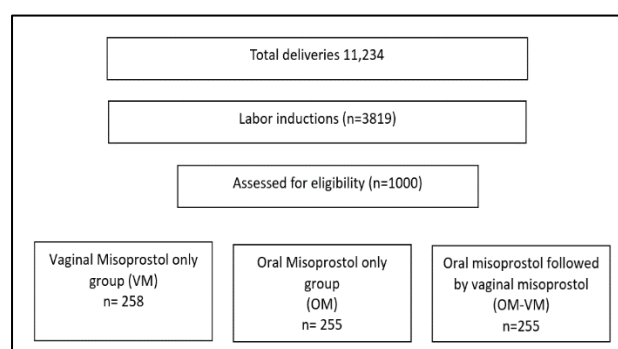 Total deliveries 11,234
Labor inductions (n=3819)
Assessed for eligibility (n=1000)
Vaginal Misoprostol only
group (VM)
n= 258
Oral Misoprostol only
group
(OM)
n= 255
Oral misoprostol followed
by vaginal misoprostol
(OM-VM)
n=255